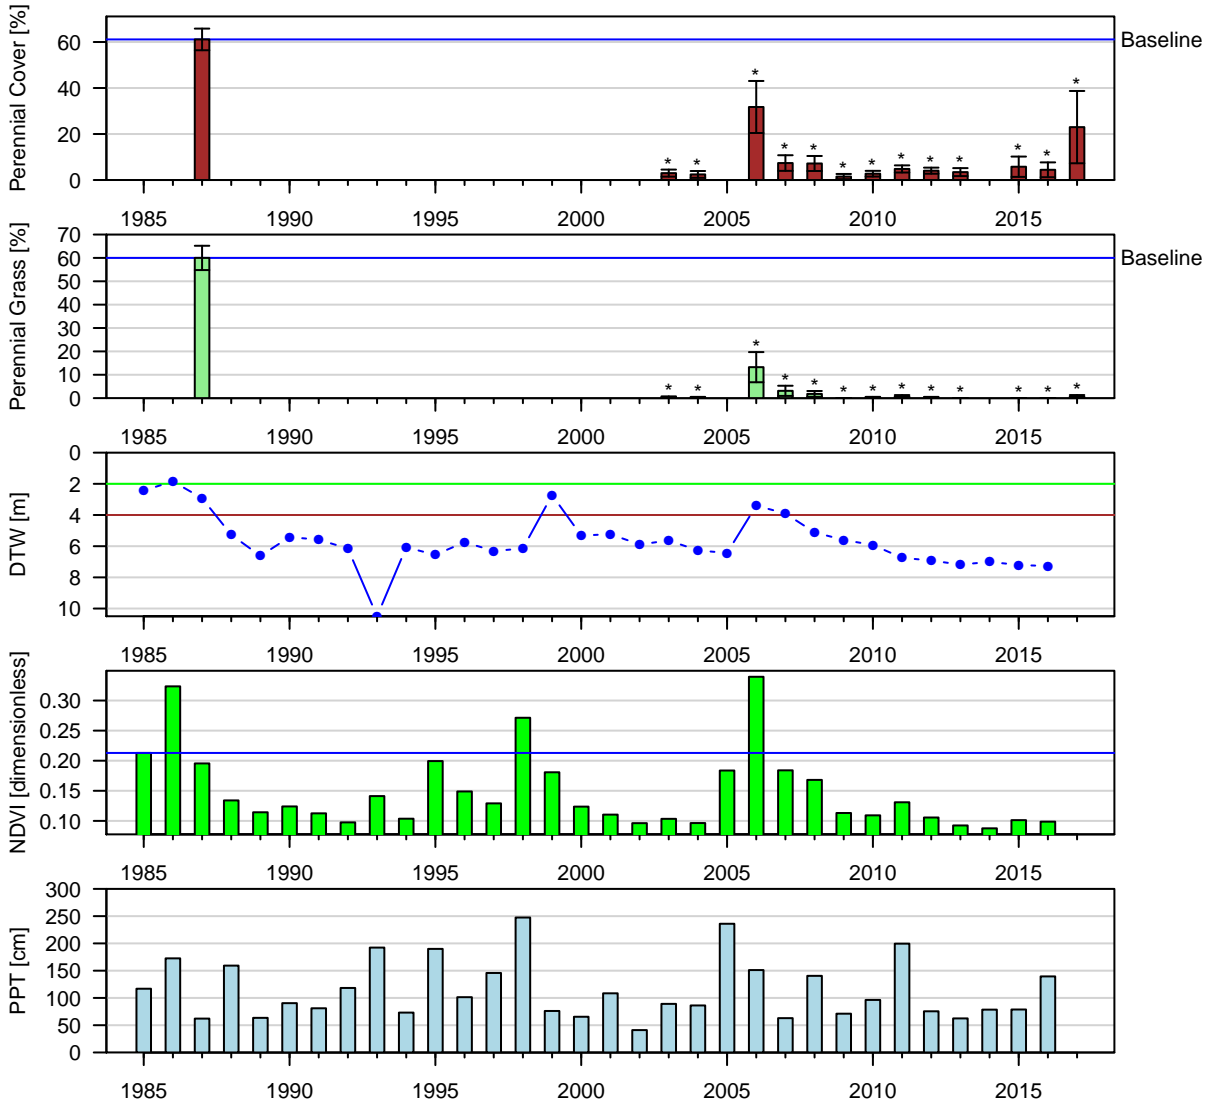 Perennial Cover [%]
60
40
20
0
Baseline
* * * * * * * * * * * * *
1985 1990 1995 2000 2005 2010 2015
Perennial Grass [%]
70
60
50
40
30
20
10
0
Baseline
* * * * * * * * * * * * *
1985 1990 1995 2000 2005 2010 2015
DTW [m]
0
2
4
6
8
10
1985 1990 1995 2000 2005 2010 2015
NDVI [dimensionless]
0.30
0.25
0.20
0.15
0.10
1985 1990 1995 2000 2005 2010 2015
PPT [cm]
300
250
200
150
100
50
0
1985 1990 1995 2000 2005 2010 2015